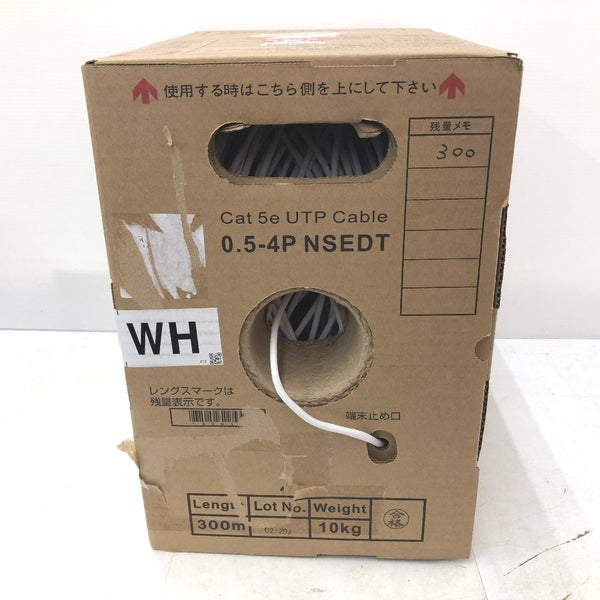 使用する時はこちら側を上にして下さい
残量メモ
300
Cat 5e UTP Cable
0.5-4P NSEDT
WH
レングスマークは
残量表示です。
端末止め口
Length Lot No. Weight
300m 0212DA 10kg
合格